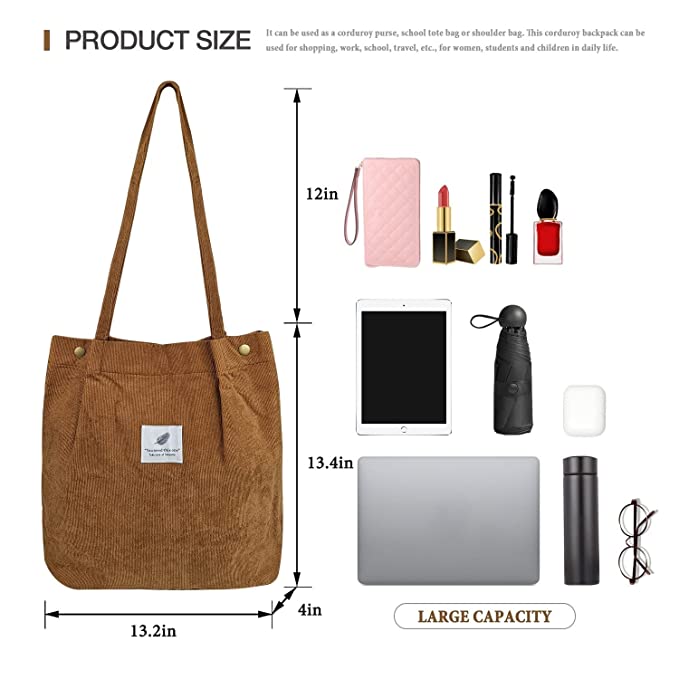 PRODUCT SIZE
It can be used as a corduroy purse, school tote bag or shoulder bag. This corduroy backpack can be
used for shopping, work, school, travel, etc., for women, students and children in daily life.
12in
13.4in
4in
13.2in
LARGE CAPACITY